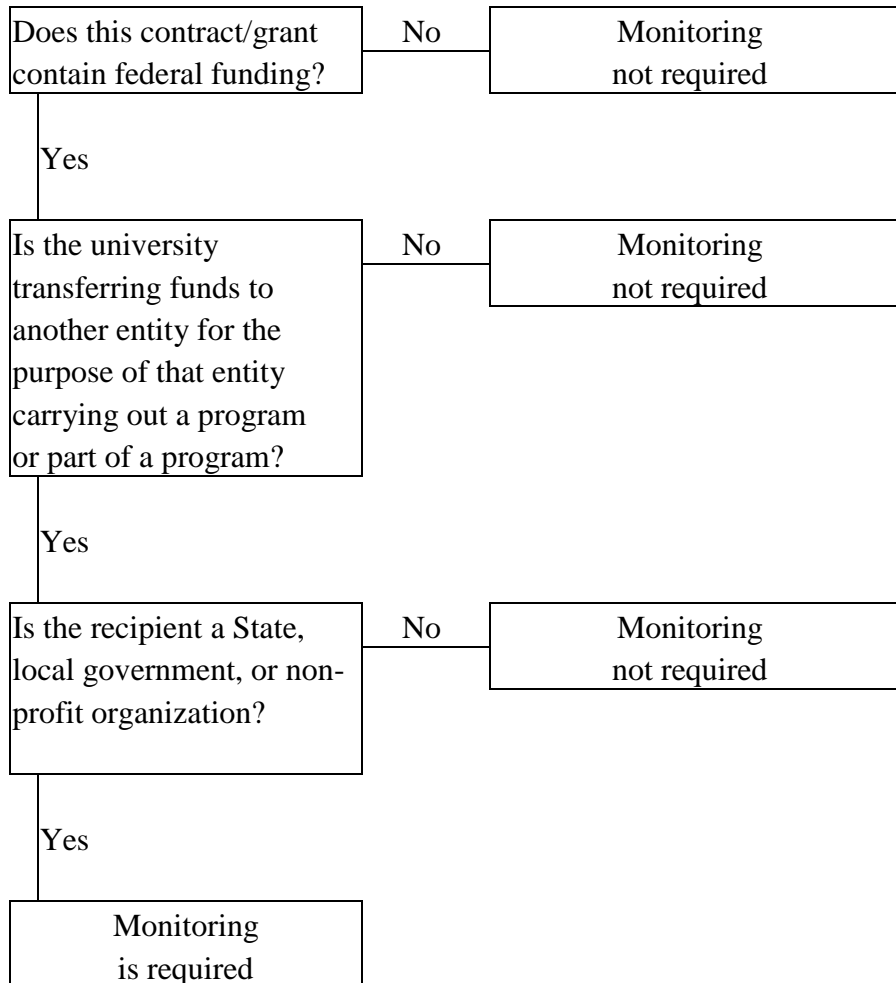 Does this contract/grant
contain federal funding?
No
Monitoring
not required
Yes
Is the university
transferring funds to
another entity for the
purpose of that entity
carrying out a program
or part of a program?
No
Monitoring
not required
Yes
Is the recipient a State,
local government, or non-
profit organization?
No
Monitoring
not required
Yes
Monitoring
is required